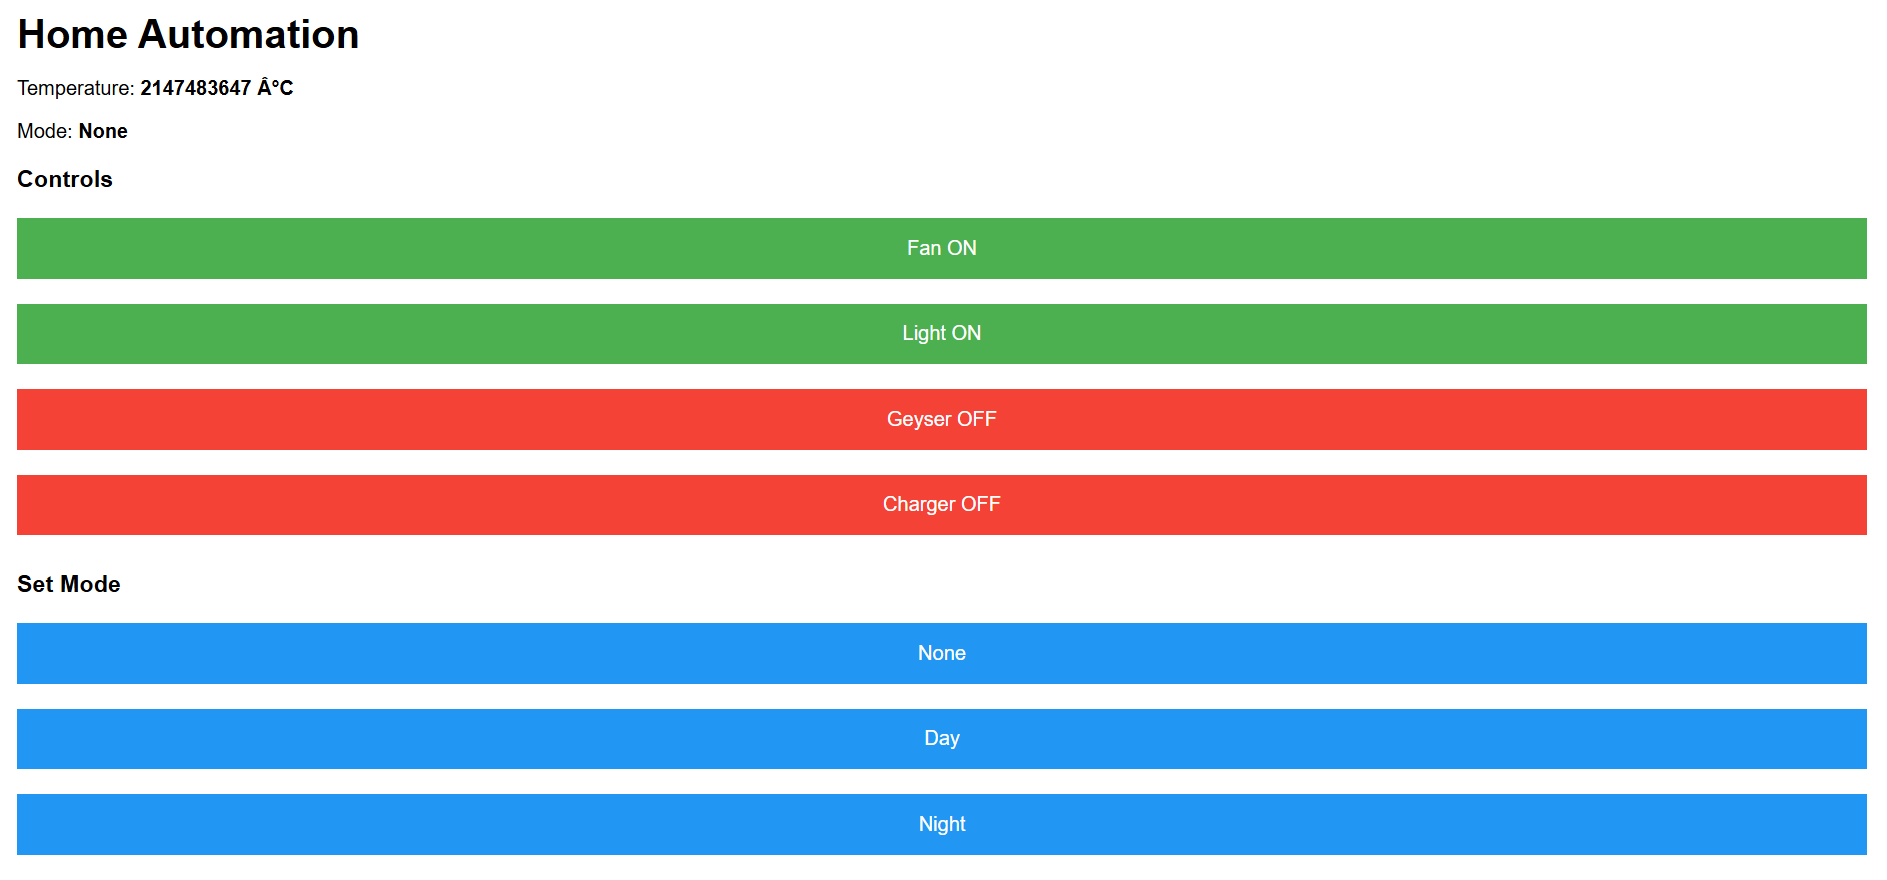 Home Automation
Temperature: 2147483647 Â°C
Mode: None
Controls
Fan ON
Light ON
Geyser OFF
Charger OFF
Set Mode
None
Day
Night